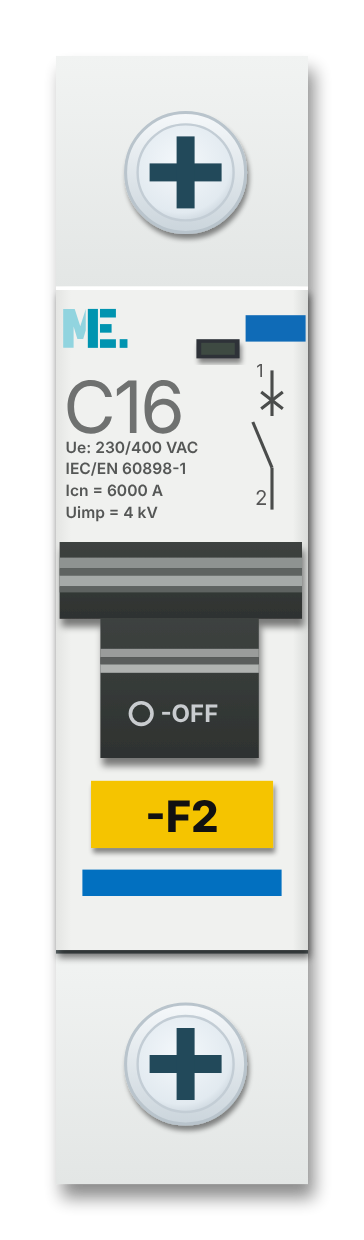 ME.
C16
1
Ue: 230/400 VAC
IEC/EN 60898-1
Icn = 6000 A
Uimp = 4 kV
2
-OFF
-F2